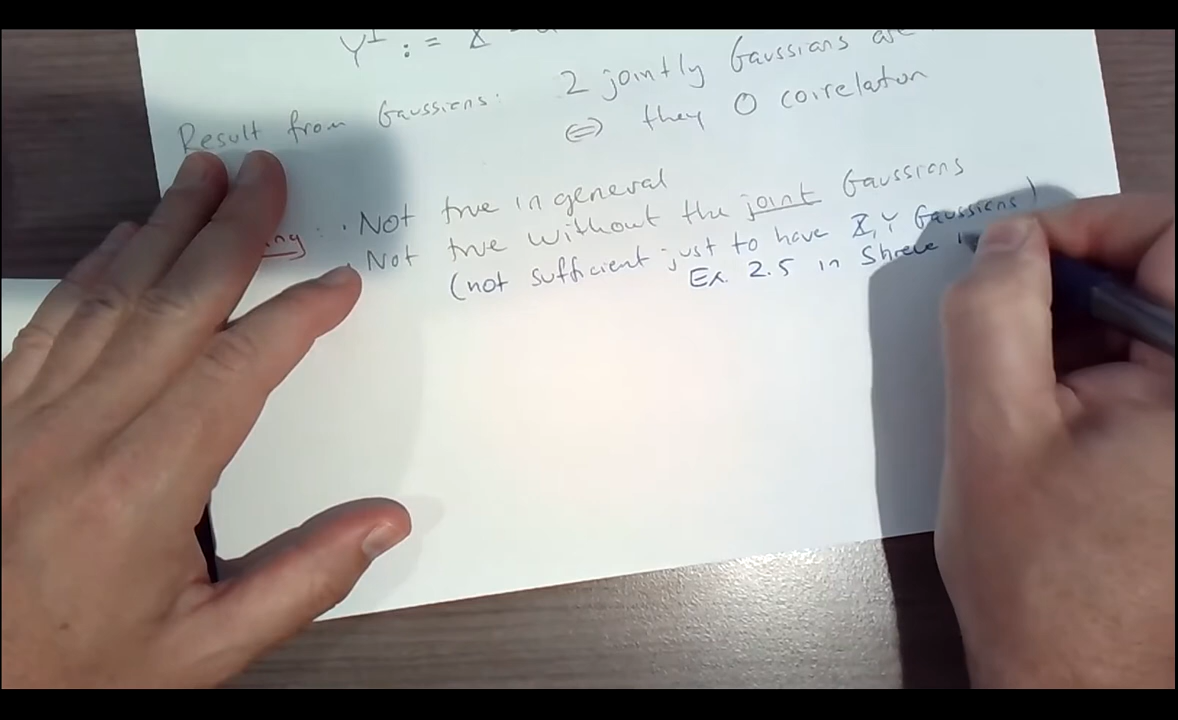 Y⊥ := X
Result from Gaussians: 2 jointly Gaussians are
⇔ they 0 correlation
ng: · Not true in general
· Not true without the joint Gaussians
(not sufficient just to have X, Y Gaussians)
Ex. 2.5 in Shreve